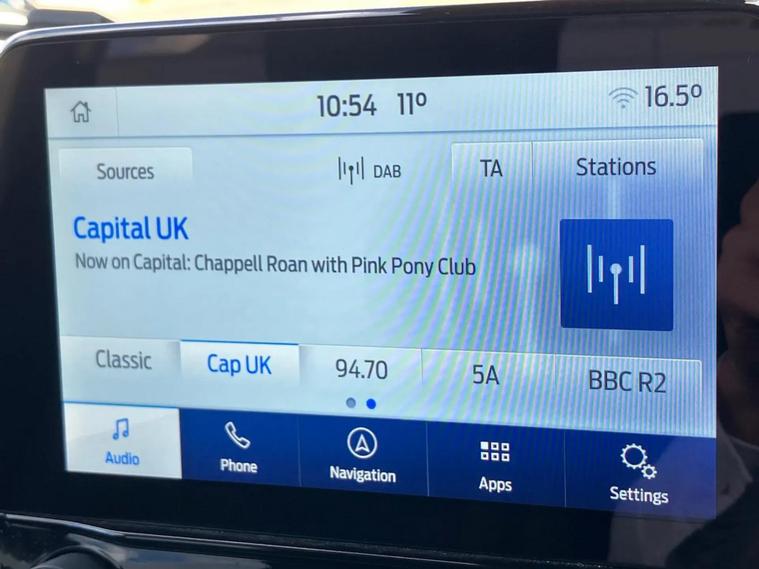 10:54 11° 16.5°
Sources DAB TA Stations
Capital UK
Now on Capital: Chappell Roan with Pink Pony Club
Classic Cap UK 94.70 5A BBC R2
Audio Phone Navigation Apps Settings